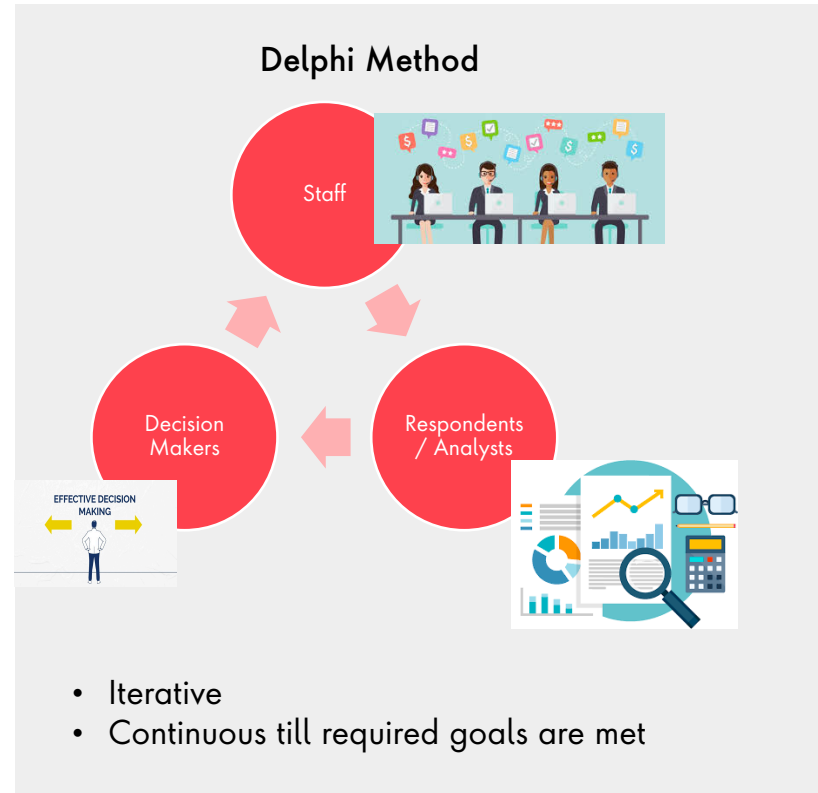 Delphi Method
Staff
Decision
Makers
Respondents
/ Analysts
EFFECTIVE DECISION
MAKING
• Iterative
• Continuous till required goals are met